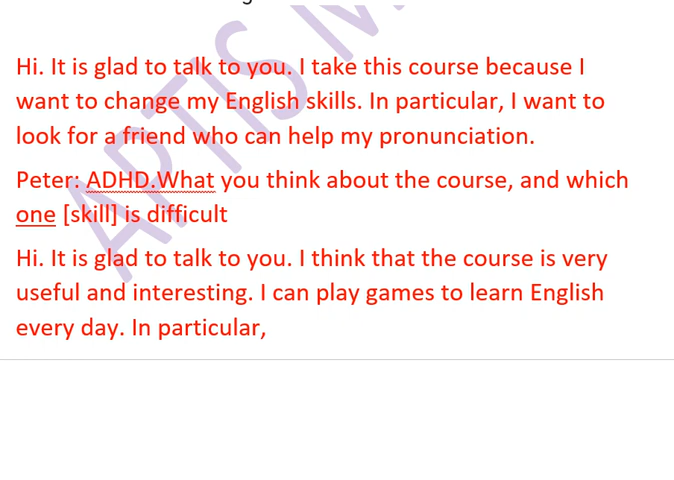 Hi. It is glad to talk to you. I take this course because I
want to change my English skills. In particular, I want to
look for a friend who can help my pronunciation.
Peter: ADHD.What you think about the course, and which
one [skill] is difficult
Hi. It is glad to talk to you. I think that the course is very
useful and interesting. I can play games to learn English
every day. In particular,
ARTIS M